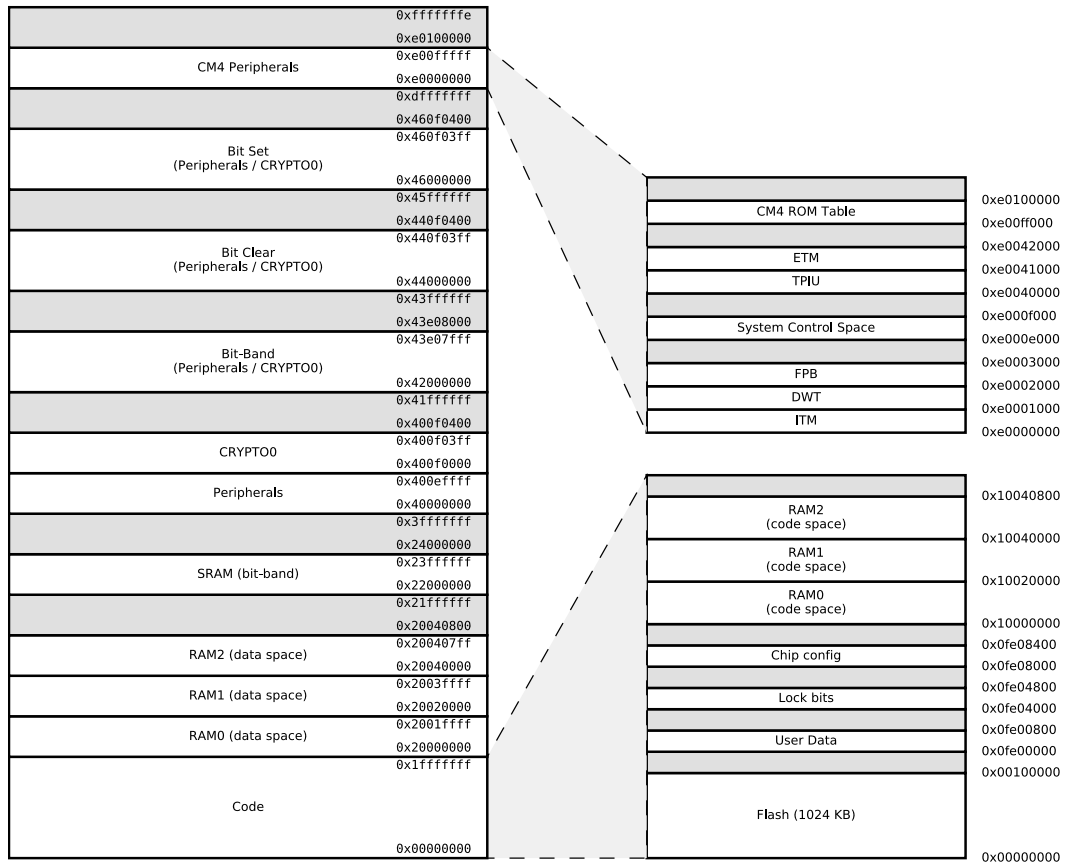 0xfffffffe
0xe0100000
0xe00fffff
CM4 Peripherals
0xe0000000
0xdfffffff
0x460f0400
0x460f03ff
Bit Set
(Peripherals / CRYPTO0)
0x46000000
0x45ffffff
0x440f0400
0x440f03ff
Bit Clear
(Peripherals / CRYPTO0)
0x44000000
0x43ffffff
0x43e08000
0x43e07fff
Bit-Band
(Peripherals / CRYPTO0)
0x42000000
0x41ffffff
0x400f0400
0x400f03ff
CRYPTO0
0x400f0000
0x400effff
Peripherals
0x40000000
0x3fffffff
0x24000000
0x23ffffff
SRAM (bit-band)
0x22000000
0x21ffffff
0x20040800
0x200407ff
RAM2 (data space)
0x20040000
0x2003ffff
RAM1 (data space)
0x20020000
0x2001ffff
RAM0 (data space)
0x20000000
0x1fffffff
Code
0x00000000
0xe0100000
CM4 ROM Table
0xe00ff000
0xe0042000
ETM
0xe0041000
TPIU
0xe0040000
0xe000f000
System Control Space
0xe000e000
0xe0003000
FPB
0xe0002000
DWT
0xe0001000
ITM
0xe0000000
0x10040800
RAM2
(code space)
0x10040000
RAM1
(code space)
0x10020000
RAM0
(code space)
0x10000000
0x0fe08400
Chip config
0x0fe08000
0x0fe04800
Lock bits
0x0fe04000
0x0fe00800
User Data
0x0fe00000
0x00100000
Flash (1024 KB)
0x00000000